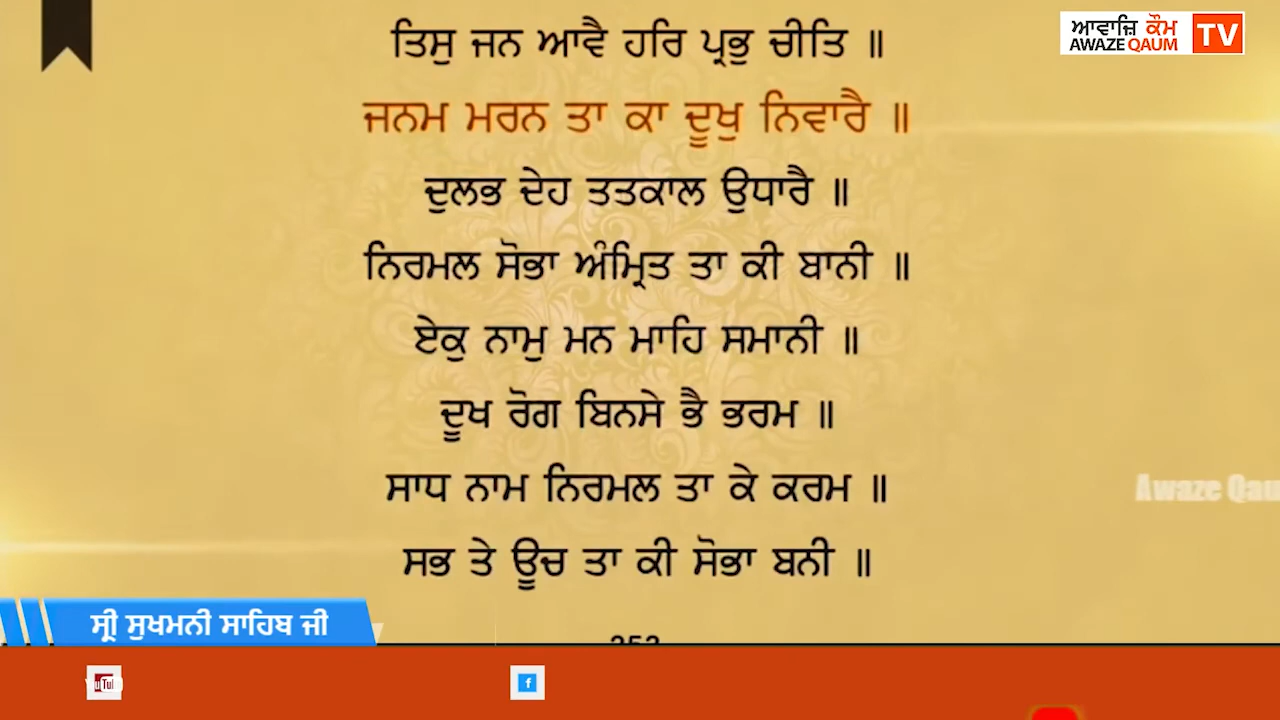 ਤਿਸੁ ਜਨ ਆਵੈ ਹਰਿ ਪ੍ਰਭੁ ਚੀਤਿ ॥
ਆਵਾਜ਼ਿ ਕੌਮ
AWAZE QAUM
TV
ਜਨਮ ਮਰਨ ਤਾ ਕਾ ਦੂਖੁ ਨਿਵਾਰੈ ॥
ਦੁਲਭ ਦੇਹ ਤਤਕਾਲ ਉਧਾਰੈ ॥
ਨਿਰਮਲ ਸੋਭਾ ਅੰਮ੍ਰਿਤ ਤਾ ਕੀ ਬਾਨੀ ॥
ਏਕੁ ਨਾਮੁ ਮਨ ਮਾਹਿ ਸਮਾਨੀ ॥
ਦੂਖ ਰੋਗ ਬਿਨਸੇ ਭੈ ਭਰਮ ॥
ਸਾਧ ਨਾਮ ਨਿਰਮਲ ਤਾ ਕੇ ਕਰਮ ॥
Awaze Qau
ਸਭ ਤੇ ਊਚ ਤਾ ਕੀ ਸੋਭਾ ਬਨੀ ॥
ਸ੍ਰੀ ਸੁਖਮਨੀ ਸਾਹਿਬ ਜੀ